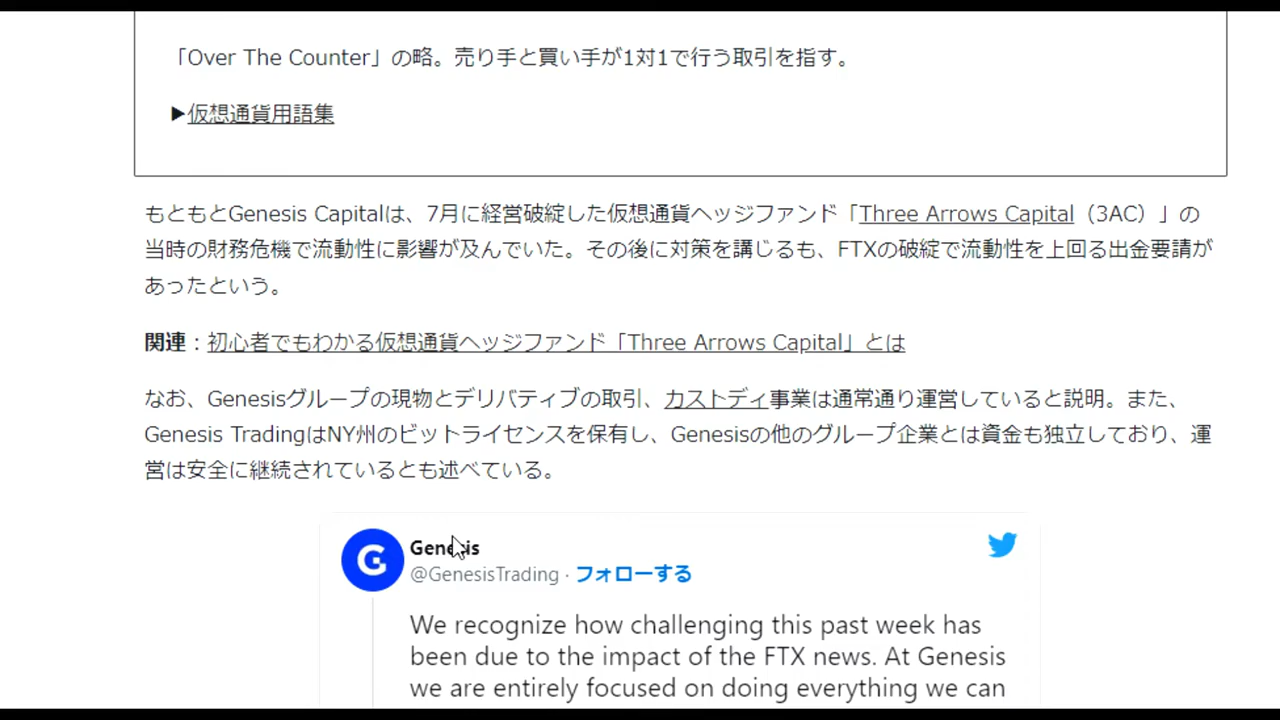 「Over The Counter」の略。売り手と買い手が1対1で行う取引を指す。
▶仮想通貨用語集
もともとGenesis Capitalは、7月に経営破綻した仮想通貨ヘッジファンド「Three Arrows Capital（3AC）」の
当時の財務危機で流動性に影響が及んでいた。その後に対策を講じるも、FTXの破綻で流動性を上回る出金要請が
あったという。
関連：初心者でもわかる仮想通貨ヘッジファンド「Three Arrows Capital」とは
なお、Genesisグループの現物とデリバティブの取引、カストディ事業は通常通り運営していると説明。また、
Genesis TradingはNY州のビットライセンスを保有し、Genesisの他のグループ企業とは資金も独立しており、運
営は安全に継続されているとも述べている。
G
Genesis
@GenesisTrading · フォローする
We recognize how challenging this past week has
been due to the impact of the FTX news. At Genesis
we are entirely focused on doing everything we can